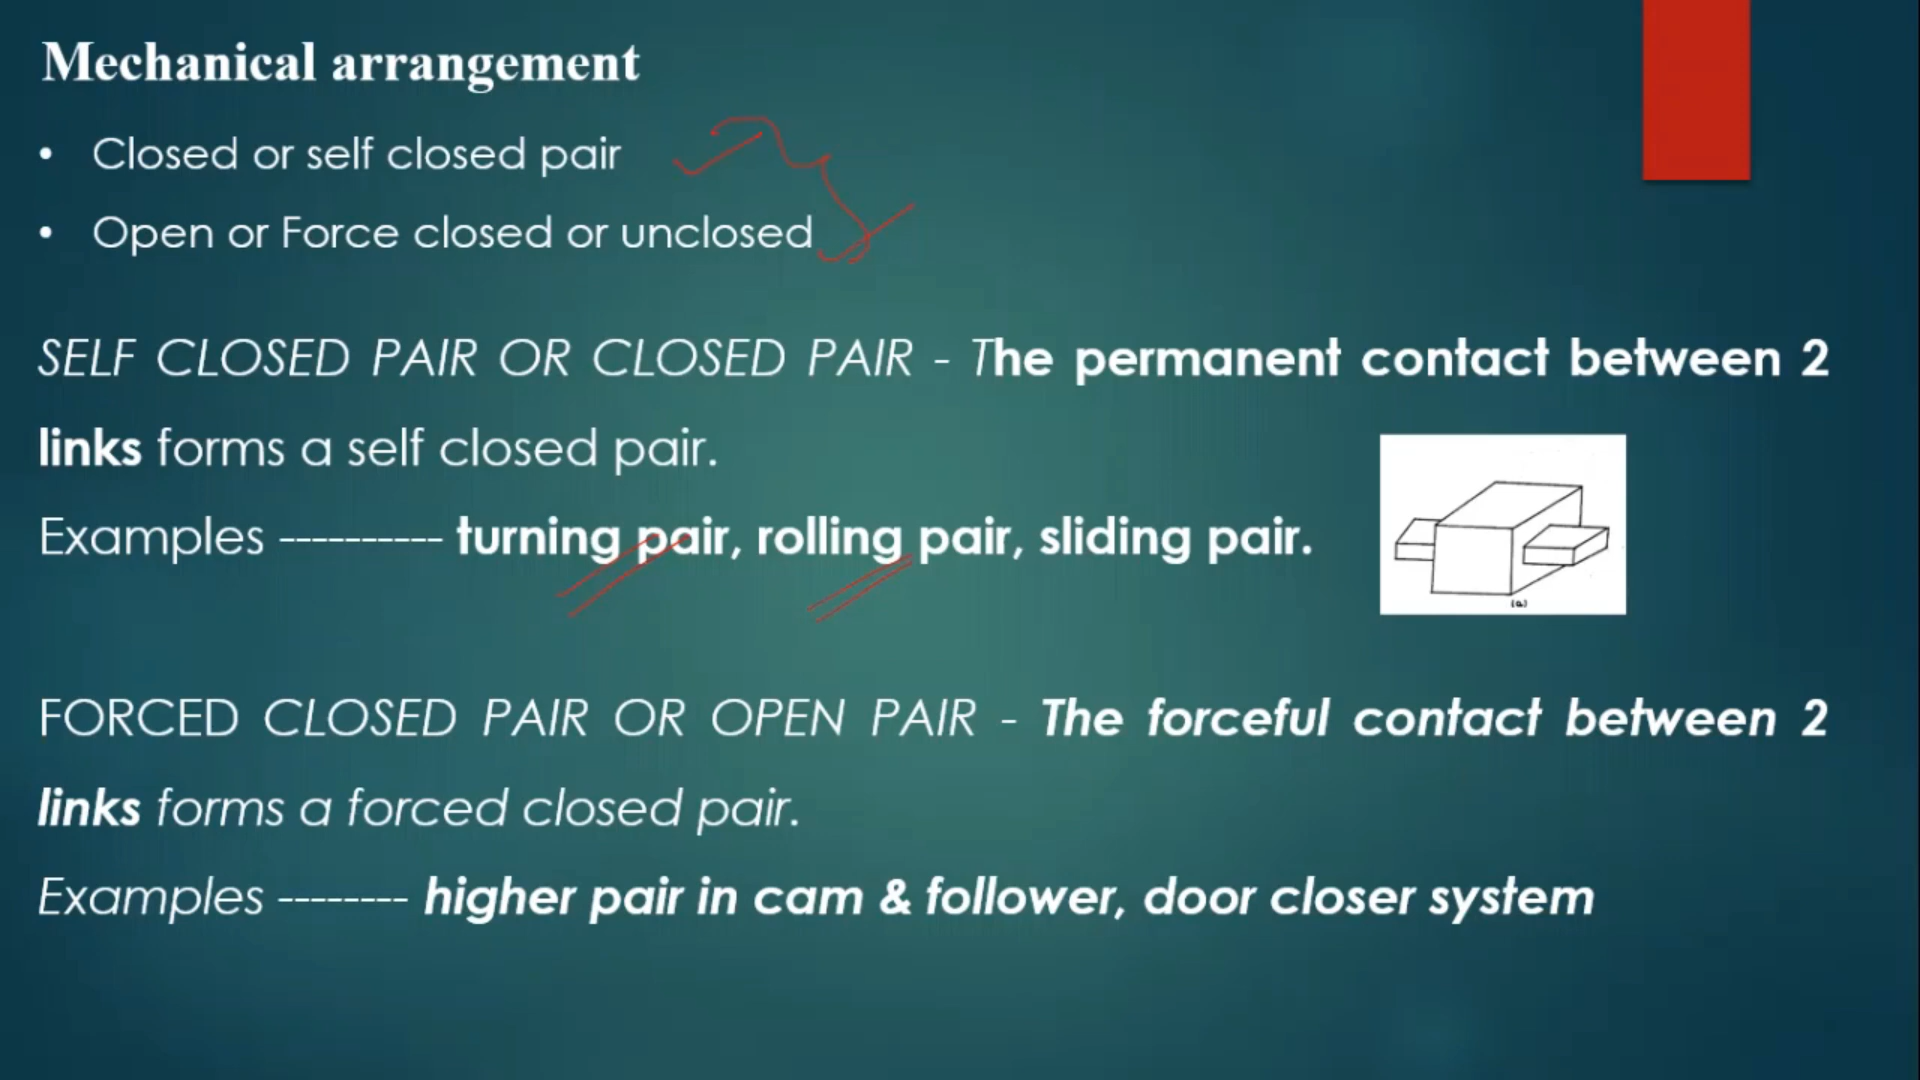 Mechanical arrangement
• Closed or self closed pair
• Open or Force closed or unclosed
SELF CLOSED PAIR OR CLOSED PAIR - The permanent contact between 2
links forms a self closed pair.
Examples ---------- turning pair, rolling pair, sliding pair.
(a)
FORCED CLOSED PAIR OR OPEN PAIR - The forceful contact between 2
links forms a forced closed pair.
Examples -------- higher pair in cam & follower, door closer system